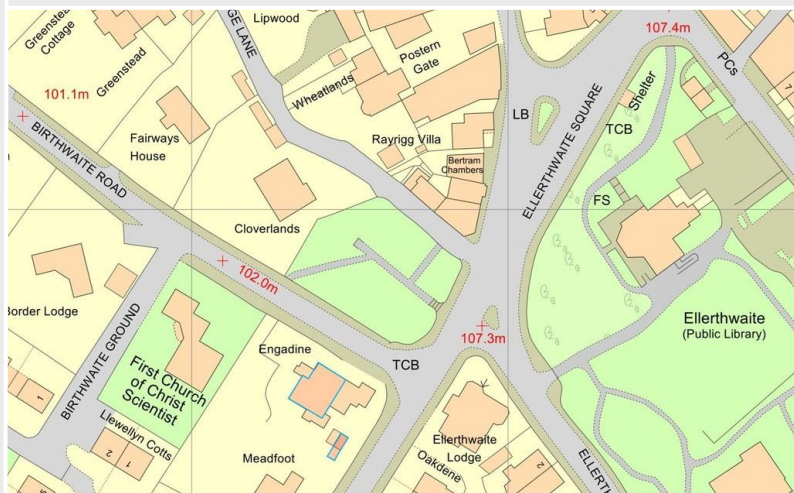 Greenstead
Cottage
Greenstead
101.1m
GE LANE
Lipwood
Wheatlands
Postern
Gate
107.4m
PCs
7
BIRTHWAITE ROAD
Fairways
House
Rayrigg Villa
Bertram
Chambers
LB
ELLERTHWAITE SQUARE
Shelter
TCB
FS
Cloverlands
102.0m
Border Lodge
BIRTHWAITE GROUND
First Church
of Christ
Scientist
Engadine
TCB
107.3m
Ellerthwaite
(Public Library)
1
Llewellyn Cotts
2
1
Meadfoot
Ellerthwaite
Lodge
Oakdene
2
ELLERT